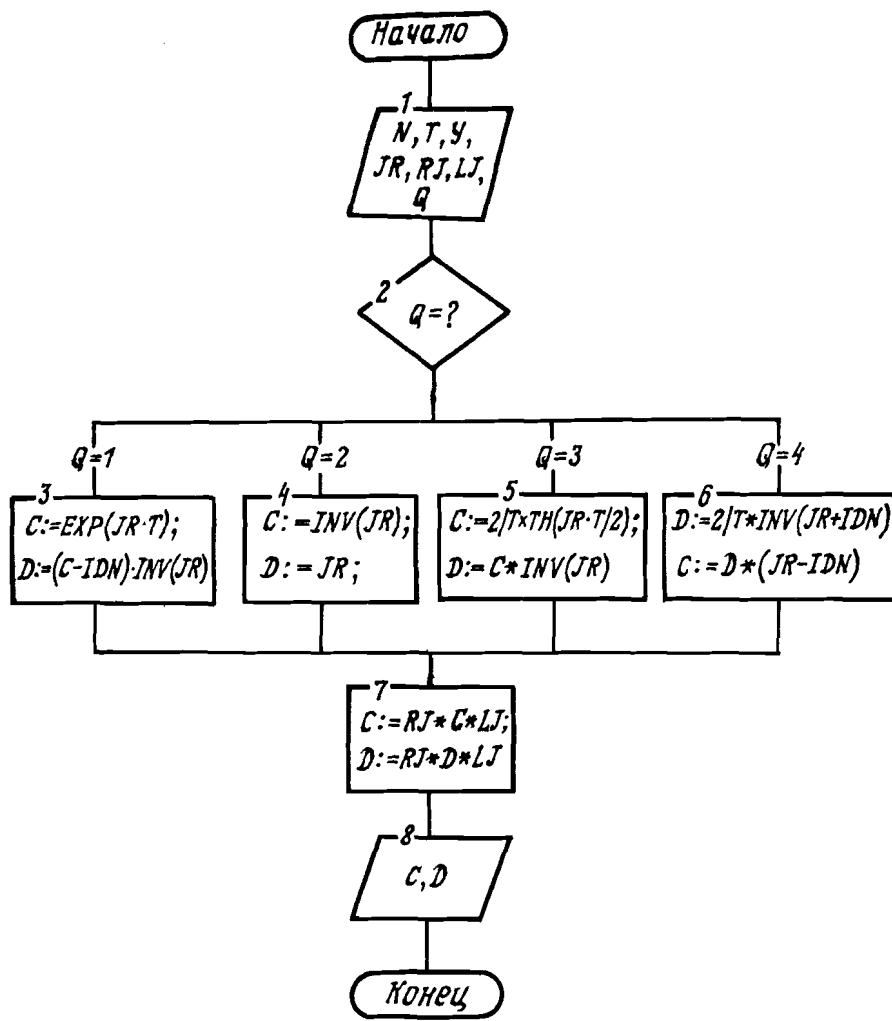 Начало
1
N, T, У,
JR, RJ, LJ,
Q
2
Q=?
Q=1
Q=2
Q=3
Q=4
3
C:=EXP(JR·T);
D:=(C-IDN)·INV(JR)
4
C:=INV(JR);
D:=JR;
5
C:=2/T×TH(JR·T/2);
D:=C*INV(JR)
6
D:=2/T*INV(JR+IDN)
C:=D*(JR-IDN)
7
C:=RJ*C*LJ;
D:=RJ*D*LJ
8
C,D
Конец